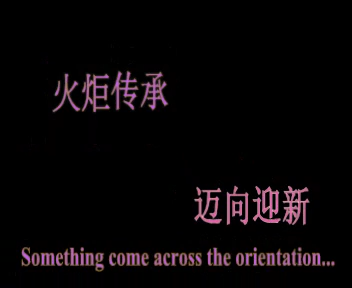 火炬传承
迈向迎新
Something come across the orientation...